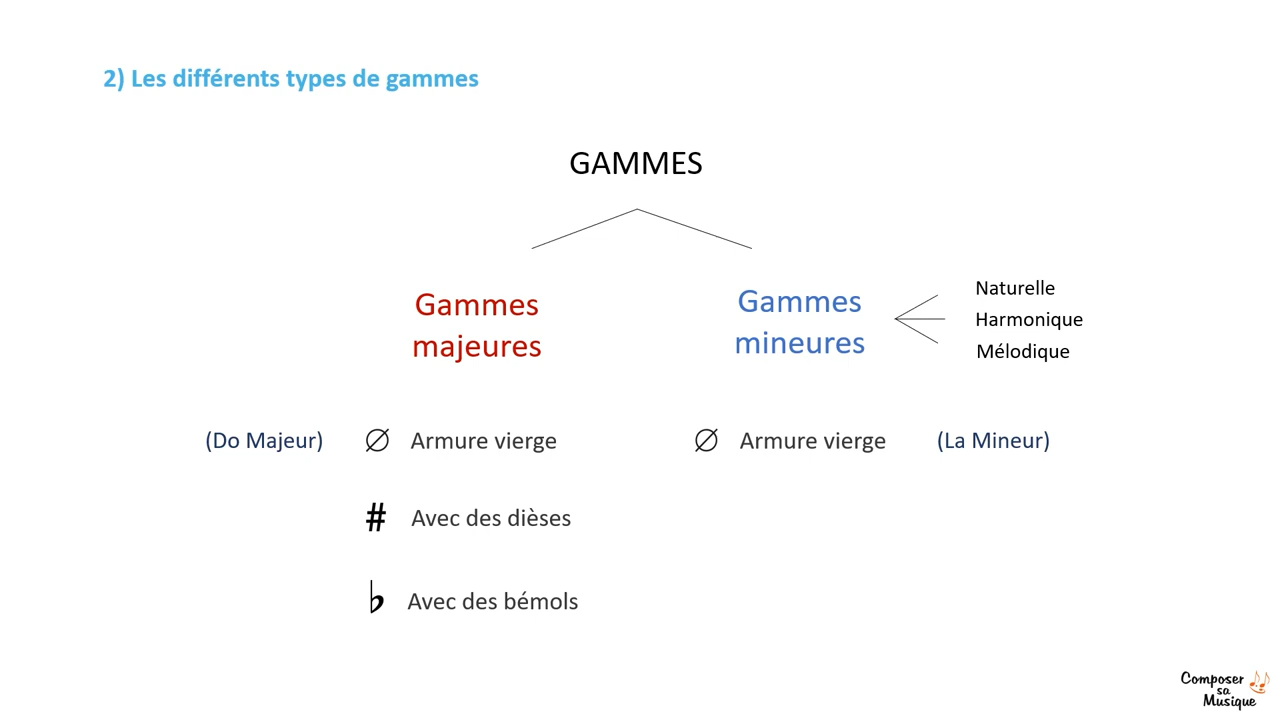 2) Les différents types de gammes
GAMMES
Gammes
majeures
Gammes
mineures
Naturelle
Harmonique
Mélodique
(Do Majeur) ∅ Armure vierge
∅ Armure vierge (La Mineur)
# Avec des dièses
♭ Avec des bémols
Composer
sa
Musique